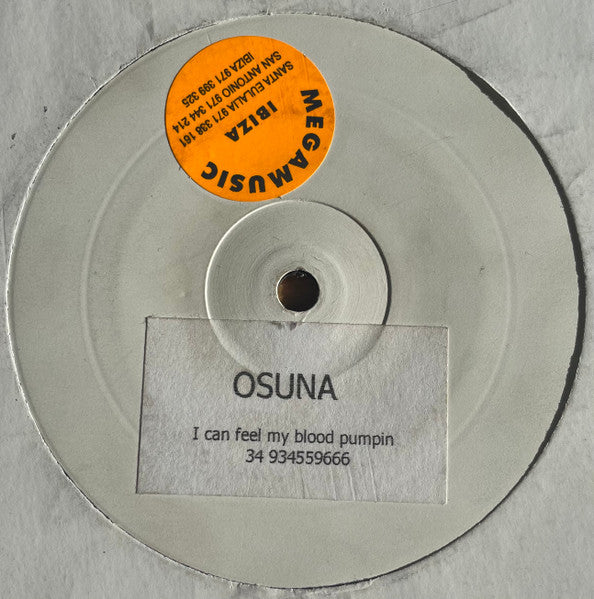 MEGAMUSIC
IBIZA
SANTA EULALIA 971 338 161
SAN ANTONIO 971 344 214
IBIZA 971 399 325
OSUNA
I can feel my blood pumpin
34 934559666